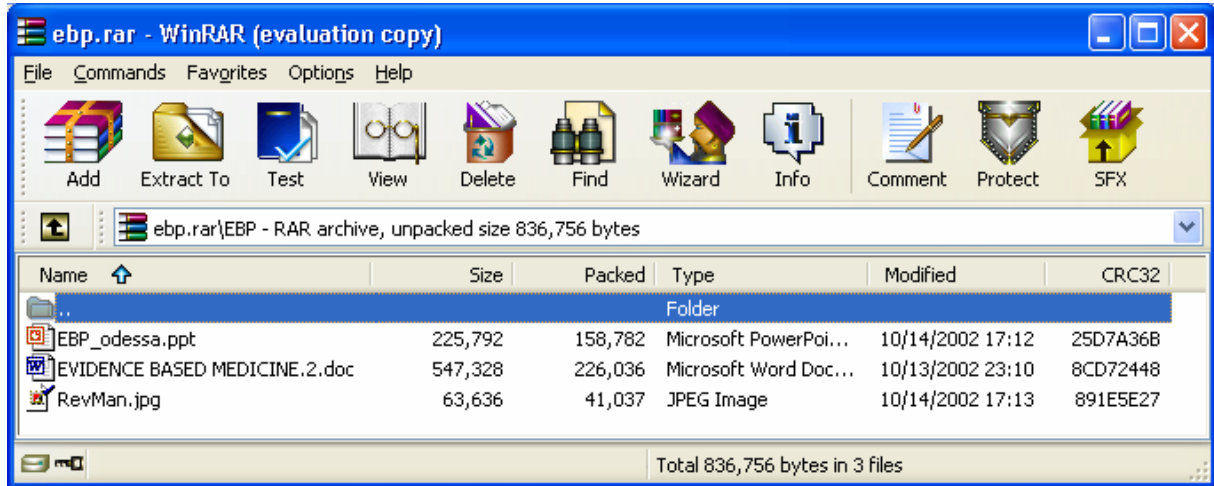 ebp.rar - WinRAR (evaluation copy)
File Commands Favorites Options Help
Add Extract To Test View Delete Find Wizard Info Comment Protect SFX
ebp.rar\EBP - RAR archive, unpacked size 836,756 bytes
Name Size Packed Type Modified CRC32
.. Folder
EBP_odessa.ppt 225,792 158,782 Microsoft PowerPoi... 10/14/2002 17:12 25D7A36B
EVIDENCE BASED MEDICINE.2.doc 547,328 226,036 Microsoft Word Doc... 10/13/2002 23:10 8CD72448
RevMan.jpg 63,636 41,037 JPEG Image 10/14/2002 17:13 891E5E27
Total 836,756 bytes in 3 files